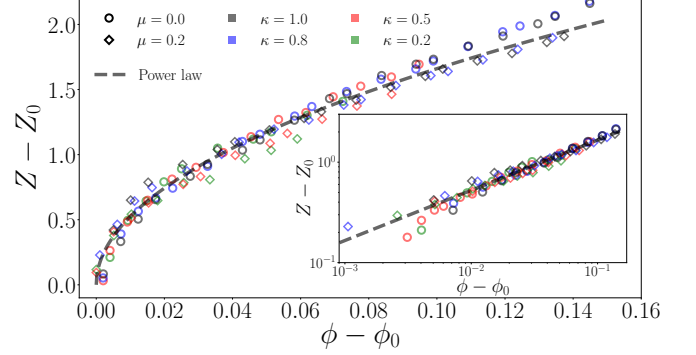 2.0
1.5
1.0
0.5
0.0
Z − Z₀
μ = 0.0
μ = 0.2
κ = 1.0
κ = 0.8
κ = 0.5
κ = 0.2
Power law
10⁰
10⁻¹
Z − Z₀
10⁻³
10⁻²
10⁻¹
ϕ − ϕ₀
0.00
0.02
0.04
0.06
0.08
0.10
0.12
0.14
0.16
ϕ − ϕ₀